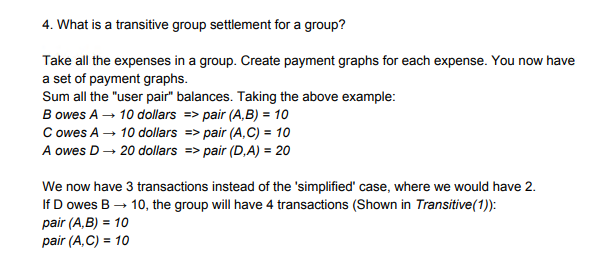 4. What is a transitive group settlement for a group?
Take all the expenses in a group. Create payment graphs for each expense. You now have
a set of payment graphs.
Sum all the "user pair" balances. Taking the above example:
B owes A → 10 dollars => pair (A,B) = 10
C owes A → 10 dollars => pair (A,C) = 10
A owes D → 20 dollars => pair (D,A) = 20
We now have 3 transactions instead of the 'simplified' case, where we would have 2.
If D owes B → 10, the group will have 4 transactions (Shown in Transitive(1)):
pair (A,B) = 10
pair (A,C) = 10